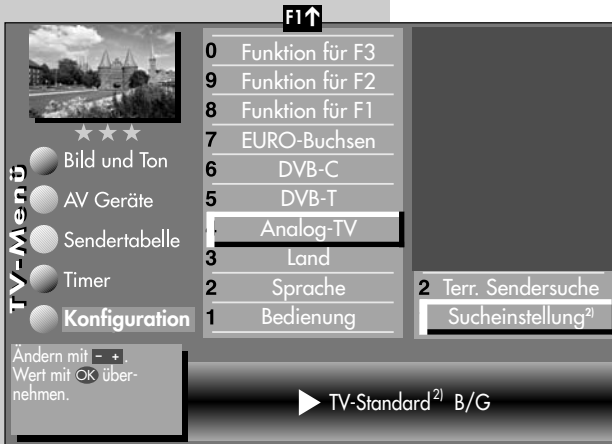 F1↑
TV-Menü
Bild und Ton
AV Geräte
Sendertabelle
Timer
Konfiguration
0 Funktion für F3
9 Funktion für F2
8 Funktion für F1
7 EURO-Buchsen
6 DVB-C
5 DVB-T
Analog-TV
3 Land
2 Sprache
1 Bedienung
2 Terr. Sendersuche
Sucheinstellung²⁾
Ändern mit - + .
Wert mit OK über-
nehmen.
TV-Standard²⁾ B/G